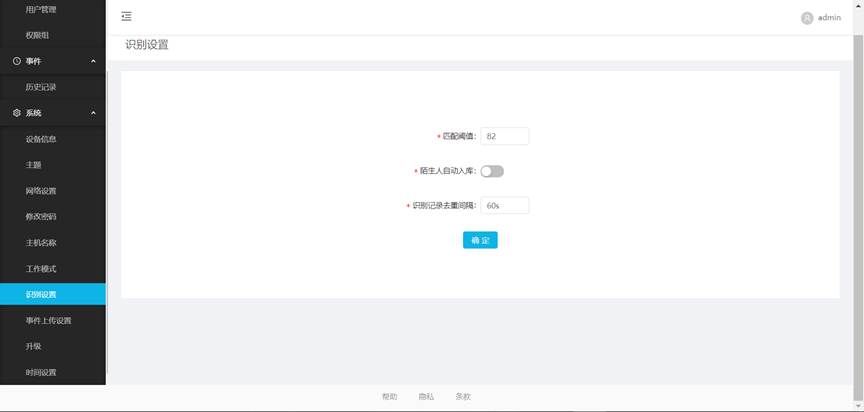 用户管理
权限组
事件
历史记录
系统
设备信息
主题
网络设置
修改密码
主机名称
工作模式
识别设置
事件上传设置
升级
时间设置
admin
识别设置
* 匹配阈值: 82
* 陌生人自动入库:
* 识别记录去重间隔: 60s
确 定
帮助 隐私 条款